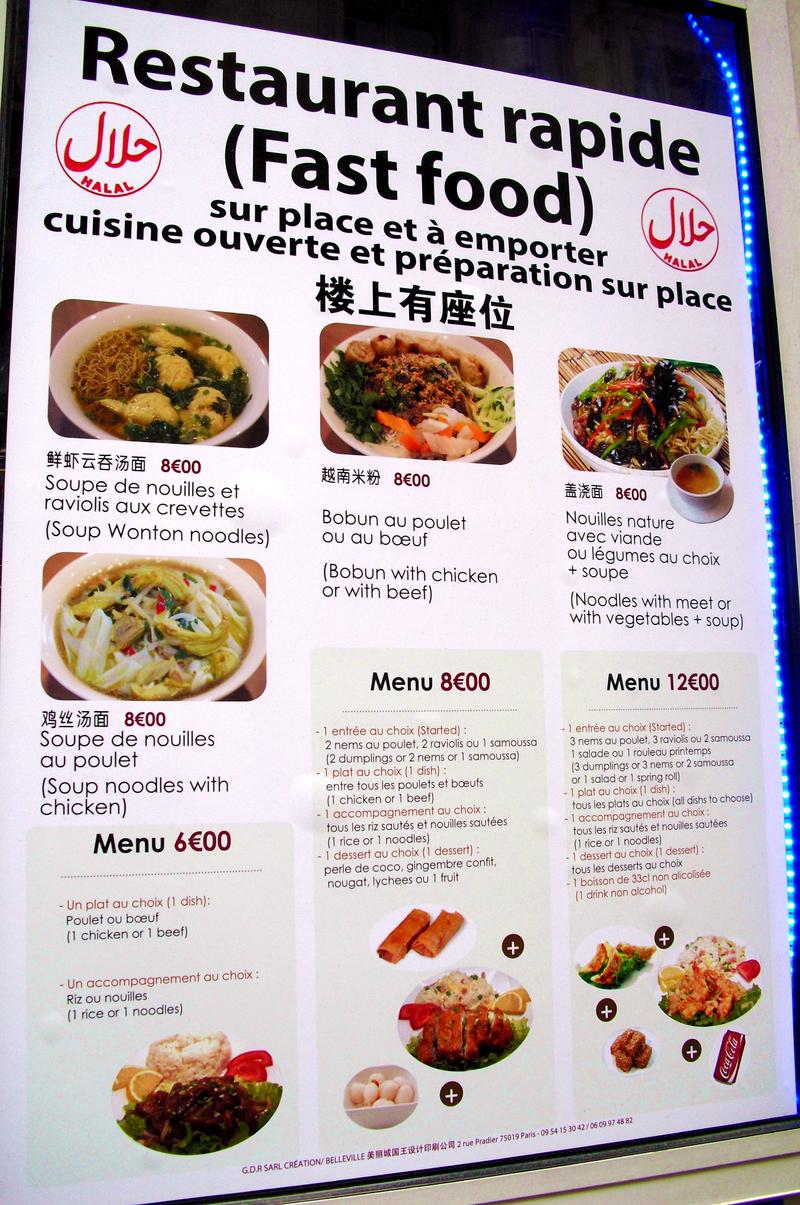 Restaurant rapide
(Fast food)
حلال
HALAL
حلال
HALAL
sur place et à emporter
cuisine ouverte et préparation sur place
楼上有座位
鲜虾云吞汤面 8€00
Soupe de nouilles et
raviolis aux crevettes
(Soup Wonton noodles)
越南米粉 8€00
Bobun au poulet
ou au bœuf
(Bobun with chicken
or with beef)
盖浇面 8€00
Nouilles nature
avec viande
ou légumes au choix
+ soupe
(Noodles with meet or
with vegetables + soup)
鸡丝汤面 8€00
Soupe de nouilles
au poulet
(Soup noodles with
chicken)
Menu 6€00
- Un plat au choix (1 dish):
Poulet ou bœuf
(1 chicken or 1 beef)
- Un accompagnement au choix :
Riz ou nouilles
(1 rice or 1 noodles)
Menu 8€00
- 1 entrée au choix (Started) :
2 nems au poulet, 2 raviolis ou 1 samoussa
(2 dumplings or 2 nems or 1 samoussa)
- 1 plat au choix (1 dish) :
entre tous les poulets et bœufs
(1 chicken or 1 beef)
- 1 accompagnement au choix :
tous les riz sautés et nouilles sautées
(1 rice or 1 noodles)
- 1 dessert au choix (1 dessert) :
perle de coco, gingembre confit,
nougat, lychees ou 1 fruit
+
+
Menu 12€00
- 1 entrée au choix (Started) :
3 nems au poulet, 3 raviolis ou 2 samoussa
1 salade ou 1 rouleau printemps
(3 dumplings or 3 nems or 2 samoussa
or 1 salad or 1 spring roll)
- 1 plat au choix (1 dish) :
tous les plats au choix (all dishs to choose)
- 1 accompagnement au choix :
tous les riz sautés et nouilles sautées
(1 rice or 1 noodles)
- 1 dessert au choix (1 dessert) :
tous les desserts au choix
- 1 boisson de 33cl non alicolisée
(1 drink non alcohol)
+
+
+
Coca-Cola
G.D.R SARL CRÉATION/ BELLEVILLE 美丽城国王设计印刷公司 2 rue Pradier 75019 Paris - 09 54 15 30 42 / 06 09 97 48 82